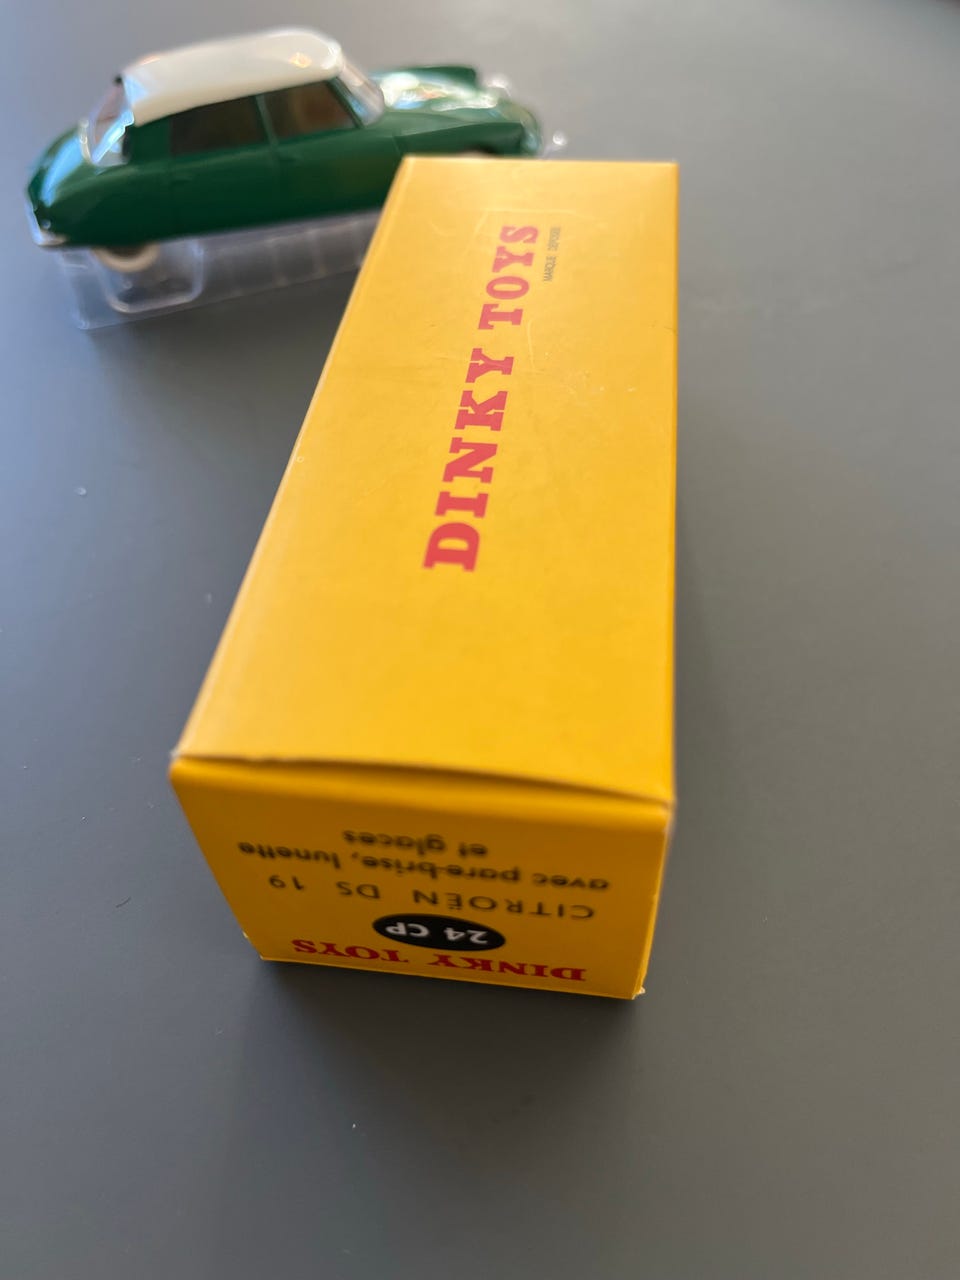 DINKY TOYS
MARQUE DÉPOSÉE
DINKY TOYS
24 CP
CITROËN DS 19
avec pare-brise, lunette
et glaces